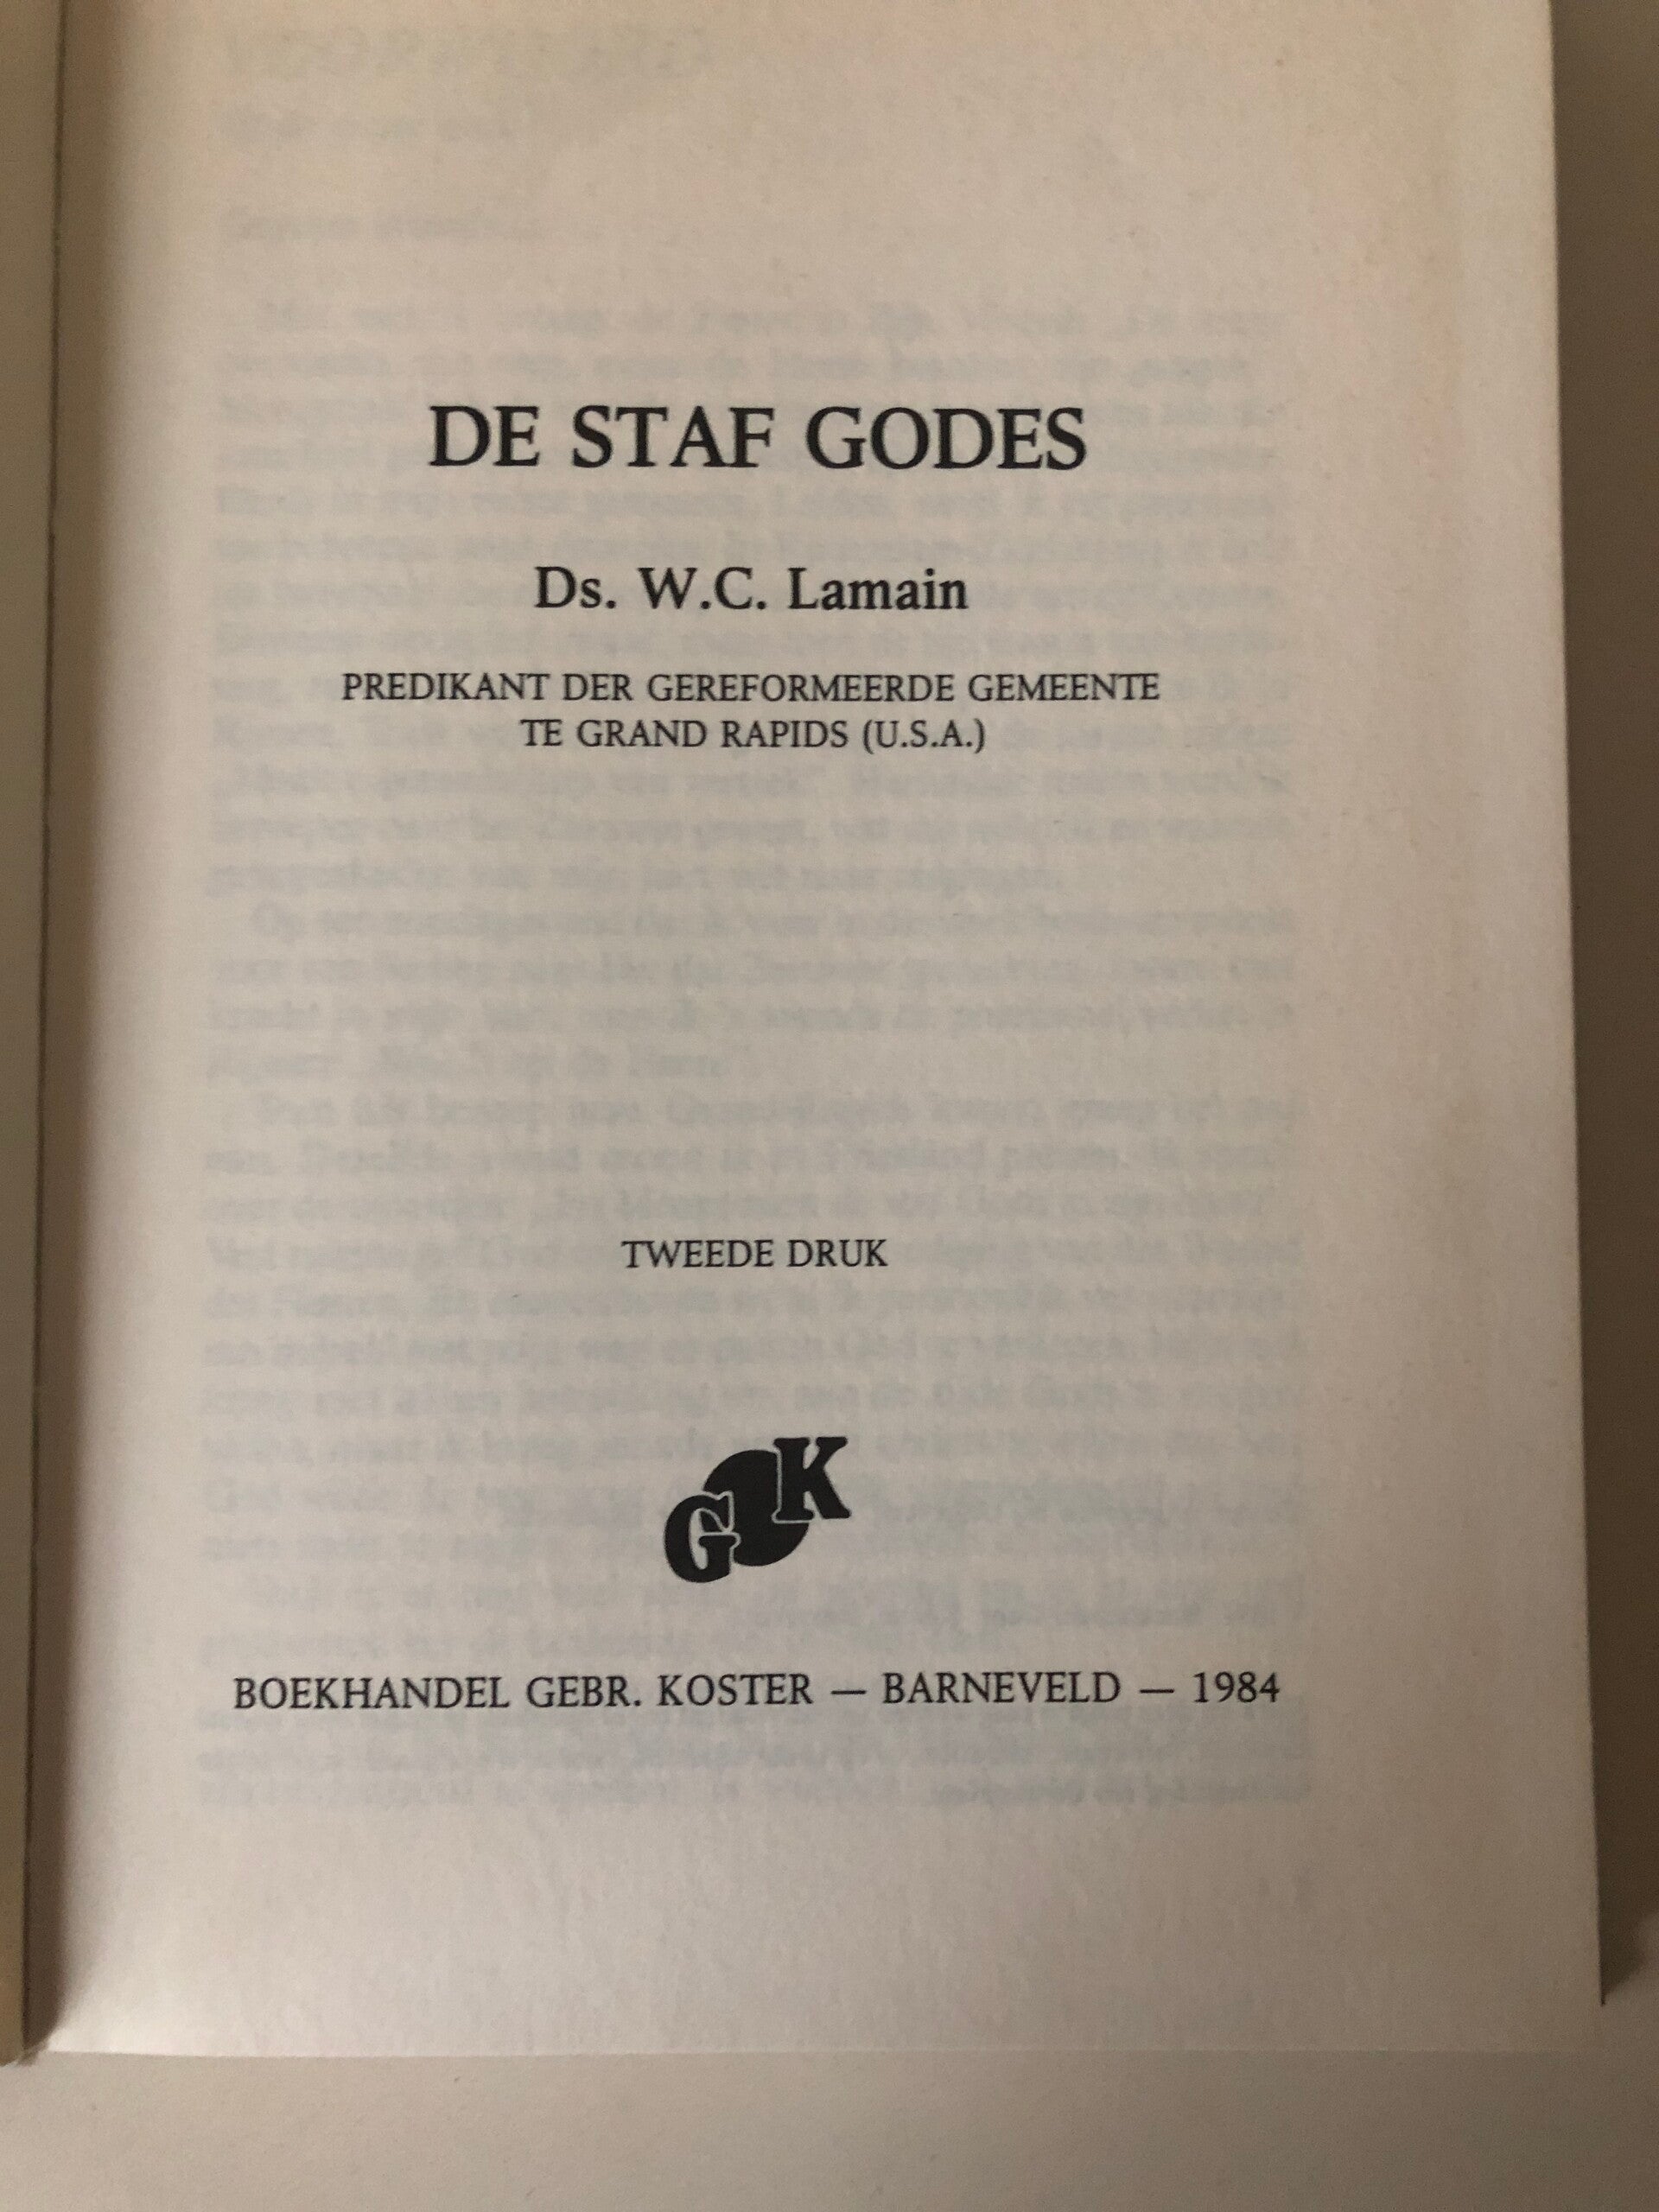 DE STAF GODES
Ds. W.C. Lamain
PREDIKANT DER GEREFORMEERDE GEMEENTE
TE GRAND RAPIDS (U.S.A.)
TWEEDE DRUK
GK
BOEKHANDEL GEBR. KOSTER — BARNEVELD — 1984